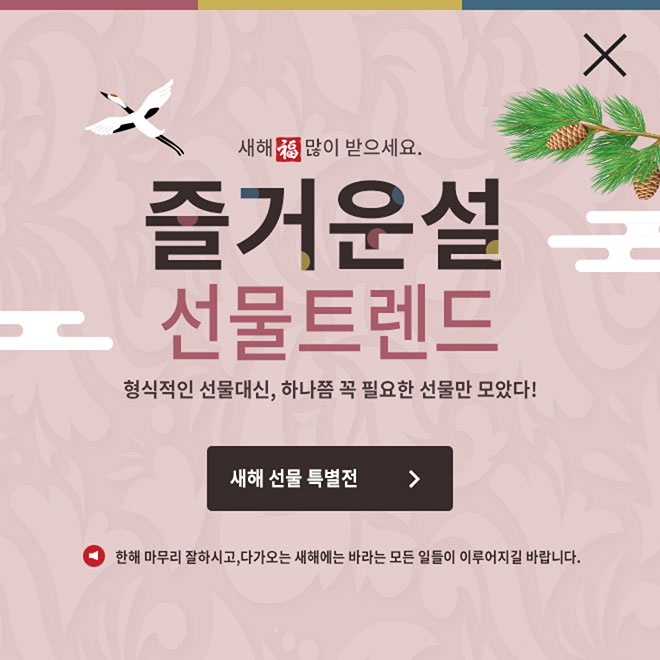 새해 福 많이 받으세요.
즐거운설
선물트렌드
형식적인 선물대신, 하나쯤 꼭 필요한 선물만 모았다!
새해 선물 특별전
한해 마무리 잘하시고,다가오는 새해에는 바라는 모든 일들이 이루어지길 바랍니다.